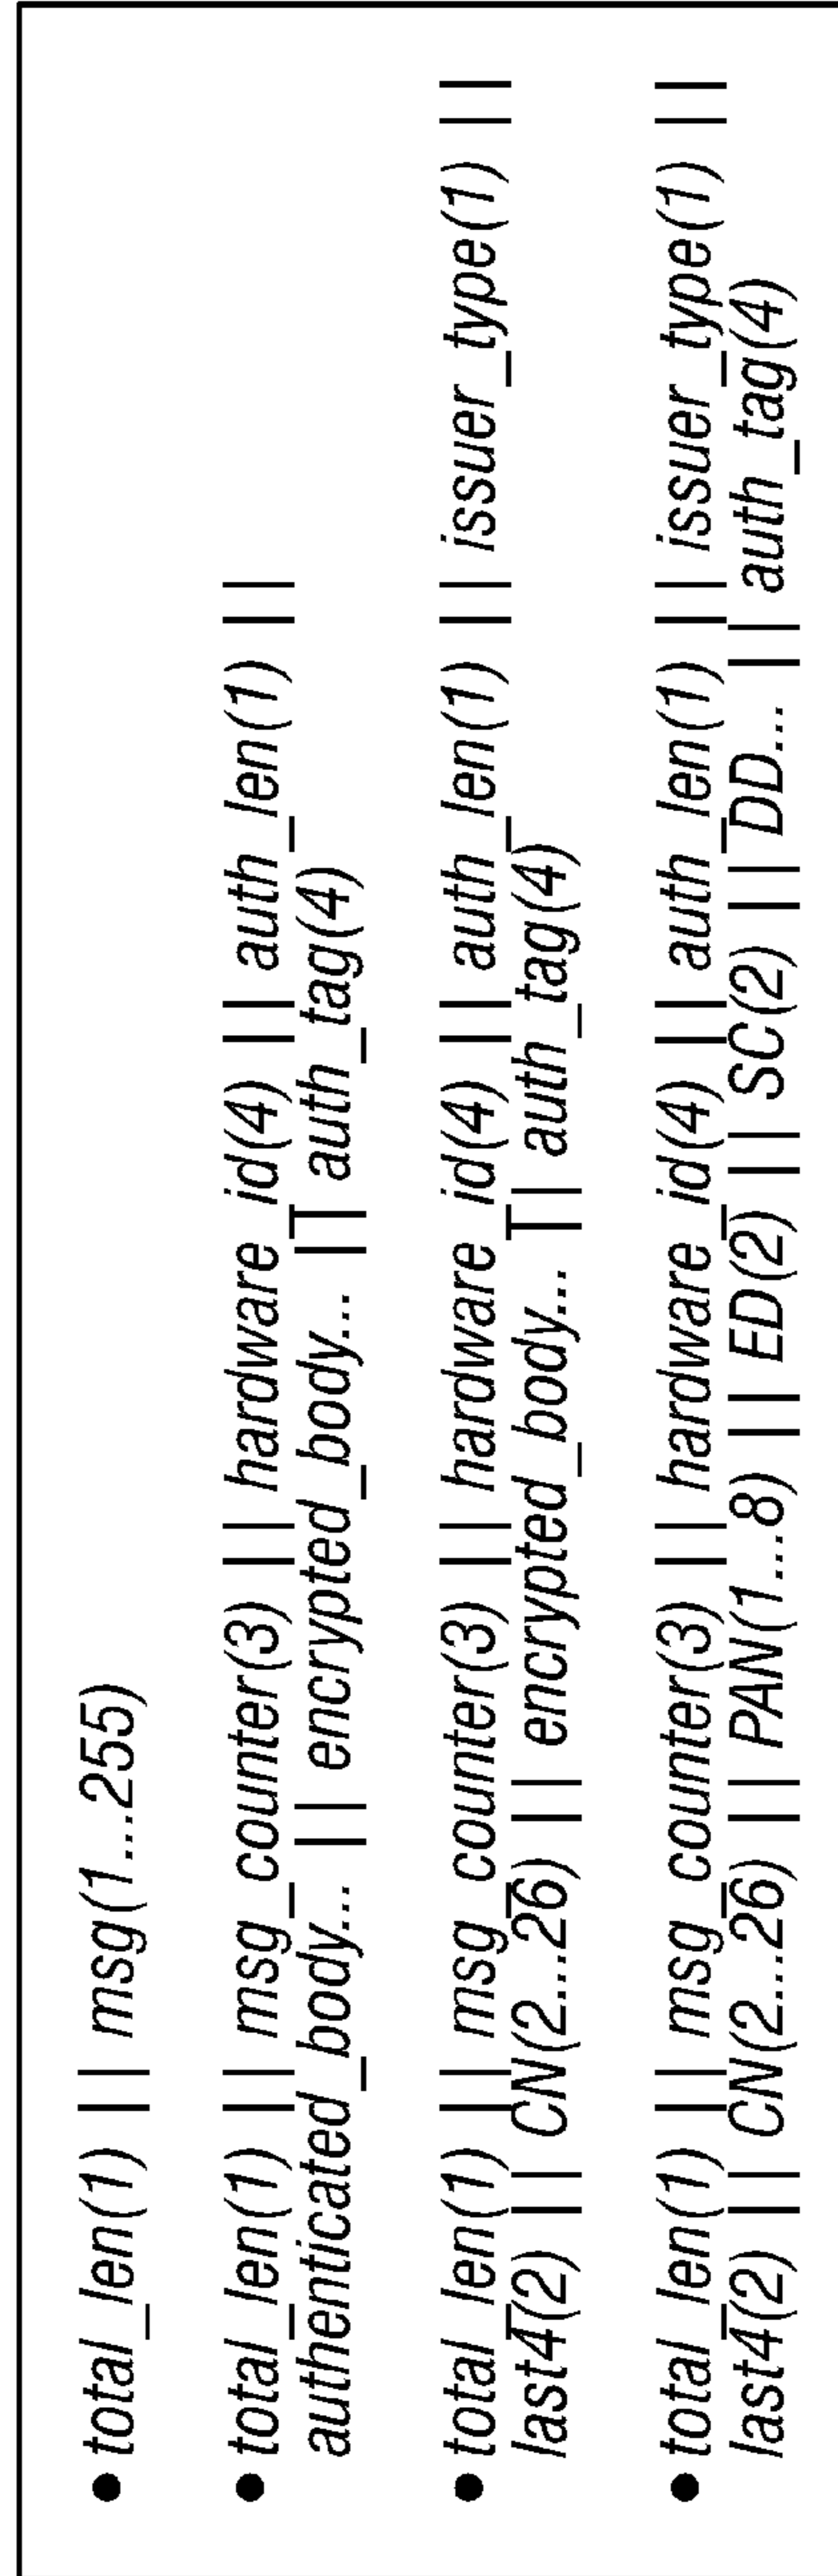 • total_len(1) || msg(1...255)
• total_len(1) || msg_counter(3) || hardware_id(4) || auth_len(1) ||
authenticated_body... || encrypted_body... || auth_tag(4)
• total_len(1) || msg_counter(3) || hardware_id(4) || auth_len(1) || issuer_type(1) ||
last4(2) || CN(2...26) || encrypted_body... || auth_tag(4)
• total_len(1) || msg_counter(3) || hardware_id(4) || auth_len(1) || issuer_type(1) ||
last4(2) || CN(2...26) || PAN(1...8) || ED(2) || SC(2) || DD... || auth_tag(4)